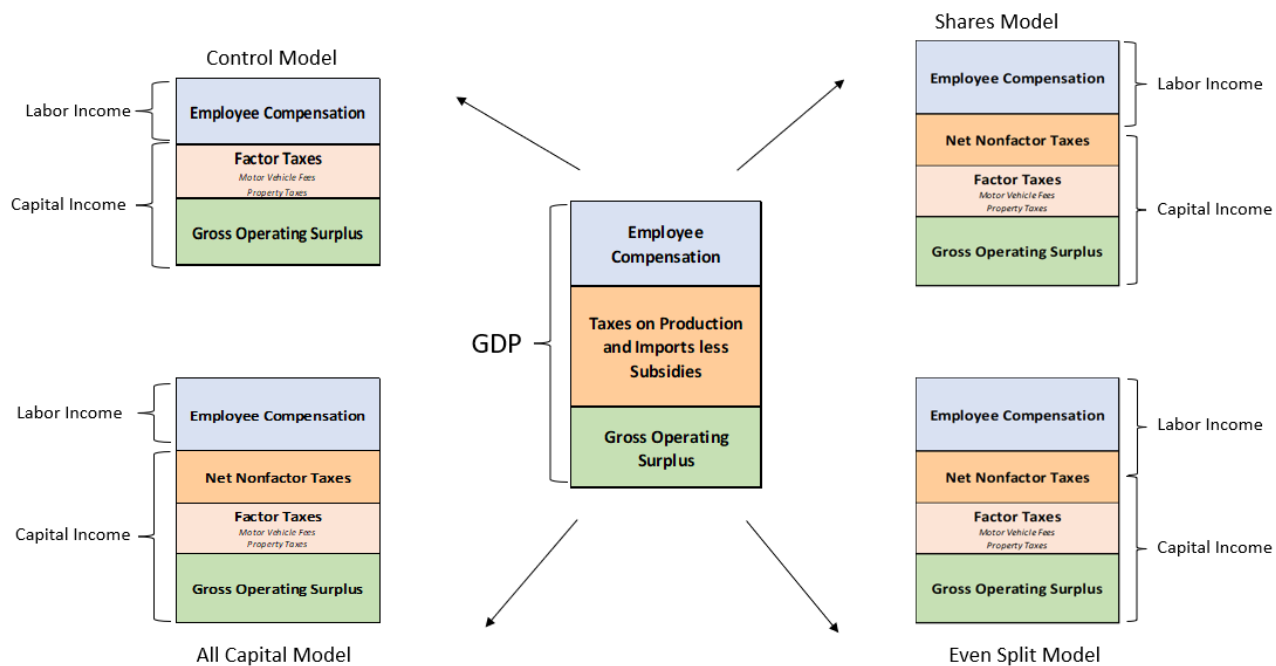 Control Model
Labor Income
Capital Income
Employee Compensation
Factor Taxes
Motor Vehicle Fees
Property Taxes
Gross Operating Surplus
Shares Model
Employee Compensation
Net Nonfactor Taxes
Factor Taxes
Motor Vehicle Fees
Property Taxes
Gross Operating Surplus
Labor Income
Capital Income
GDP
Employee
Compensation
Taxes on Production
and Imports less
Subsidies
Gross Operating
Surplus
Labor Income
Capital Income
Employee Compensation
Net Nonfactor Taxes
Factor Taxes
Motor Vehicle Fees
Property Taxes
Gross Operating Surplus
All Capital Model
Employee Compensation
Net Nonfactor Taxes
Factor Taxes
Motor Vehicle Fees
Property Taxes
Gross Operating Surplus
Labor Income
Capital Income
Even Split Model